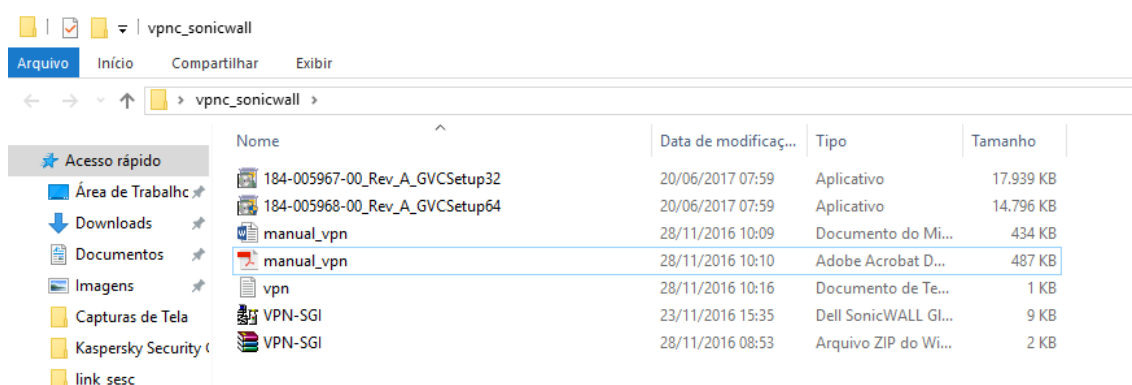 vpnc_sonicwall
Arquivo Início Compartilhar Exibir
vpnc_sonicwall
Nome Data de modificaç... Tipo Tamanho
Acesso rápido
Área de Trabalhc
Downloads
Documentos
Imagens
Capturas de Tela
Kaspersky Security (
link_sesc
184-005967-00_Rev_A_GVCSetup32 20/06/2017 07:59 Aplicativo 17.939 KB
184-005968-00_Rev_A_GVCSetup64 20/06/2017 07:59 Aplicativo 14.796 KB
manual_vpn 28/11/2016 10:09 Documento do Mi... 434 KB
manual_vpn 28/11/2016 10:10 Adobe Acrobat D... 487 KB
vpn 28/11/2016 10:16 Documento de Te... 1 KB
VPN-SGI 23/11/2016 15:35 Dell SonicWALL Gl... 9 KB
VPN-SGI 28/11/2016 08:53 Arquivo ZIP do Wi... 2 KB